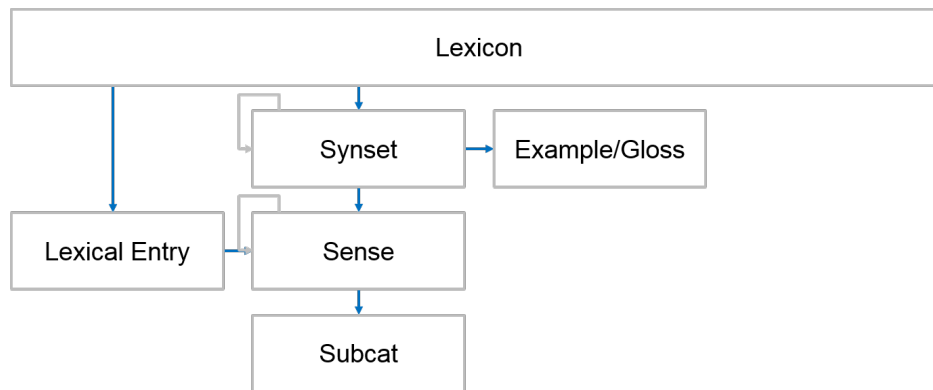 Lexicon
Synset
Example/Gloss
Lexical Entry
Sense
Subcat